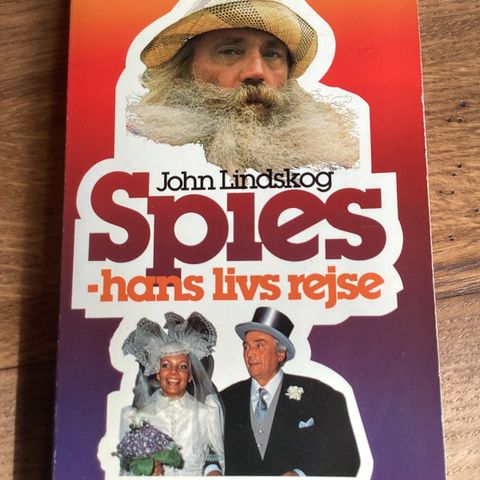 John Lindskog
Spies
-hans livs rejse